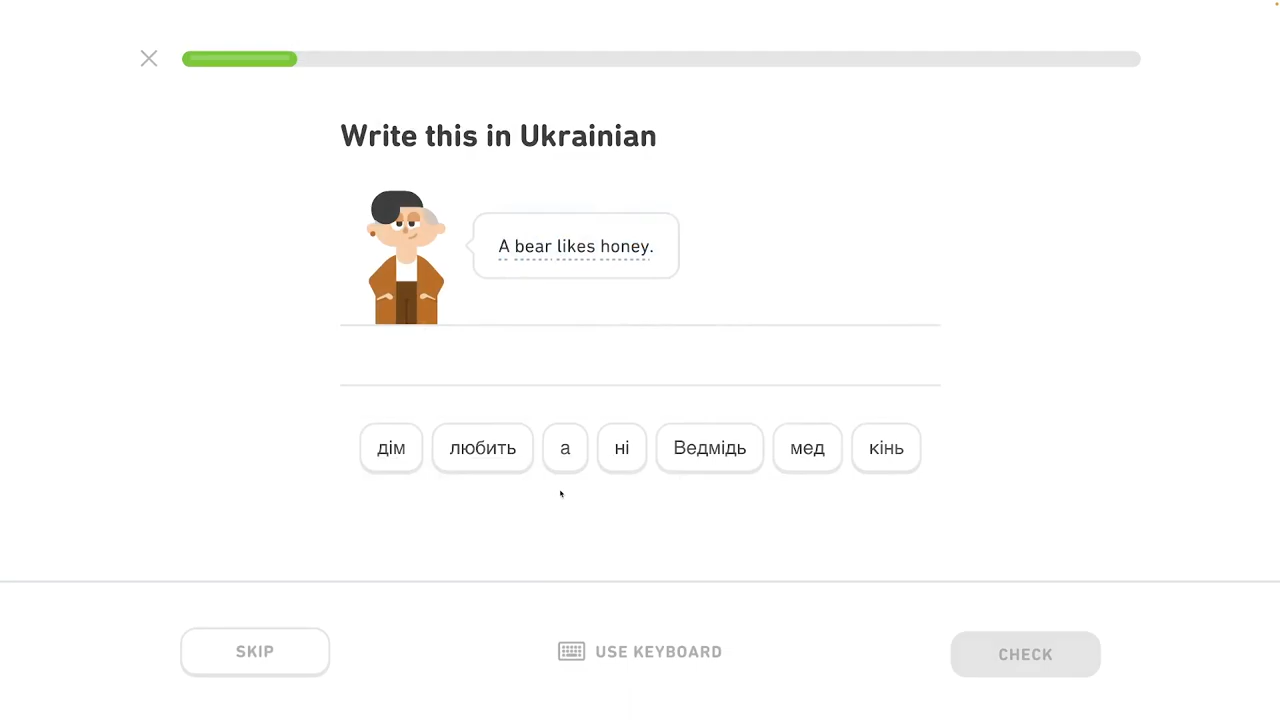 Write this in Ukrainian
A bear likes honey.
дім любить а ні Ведмідь мед кінь
SKIP USE KEYBOARD CHECK